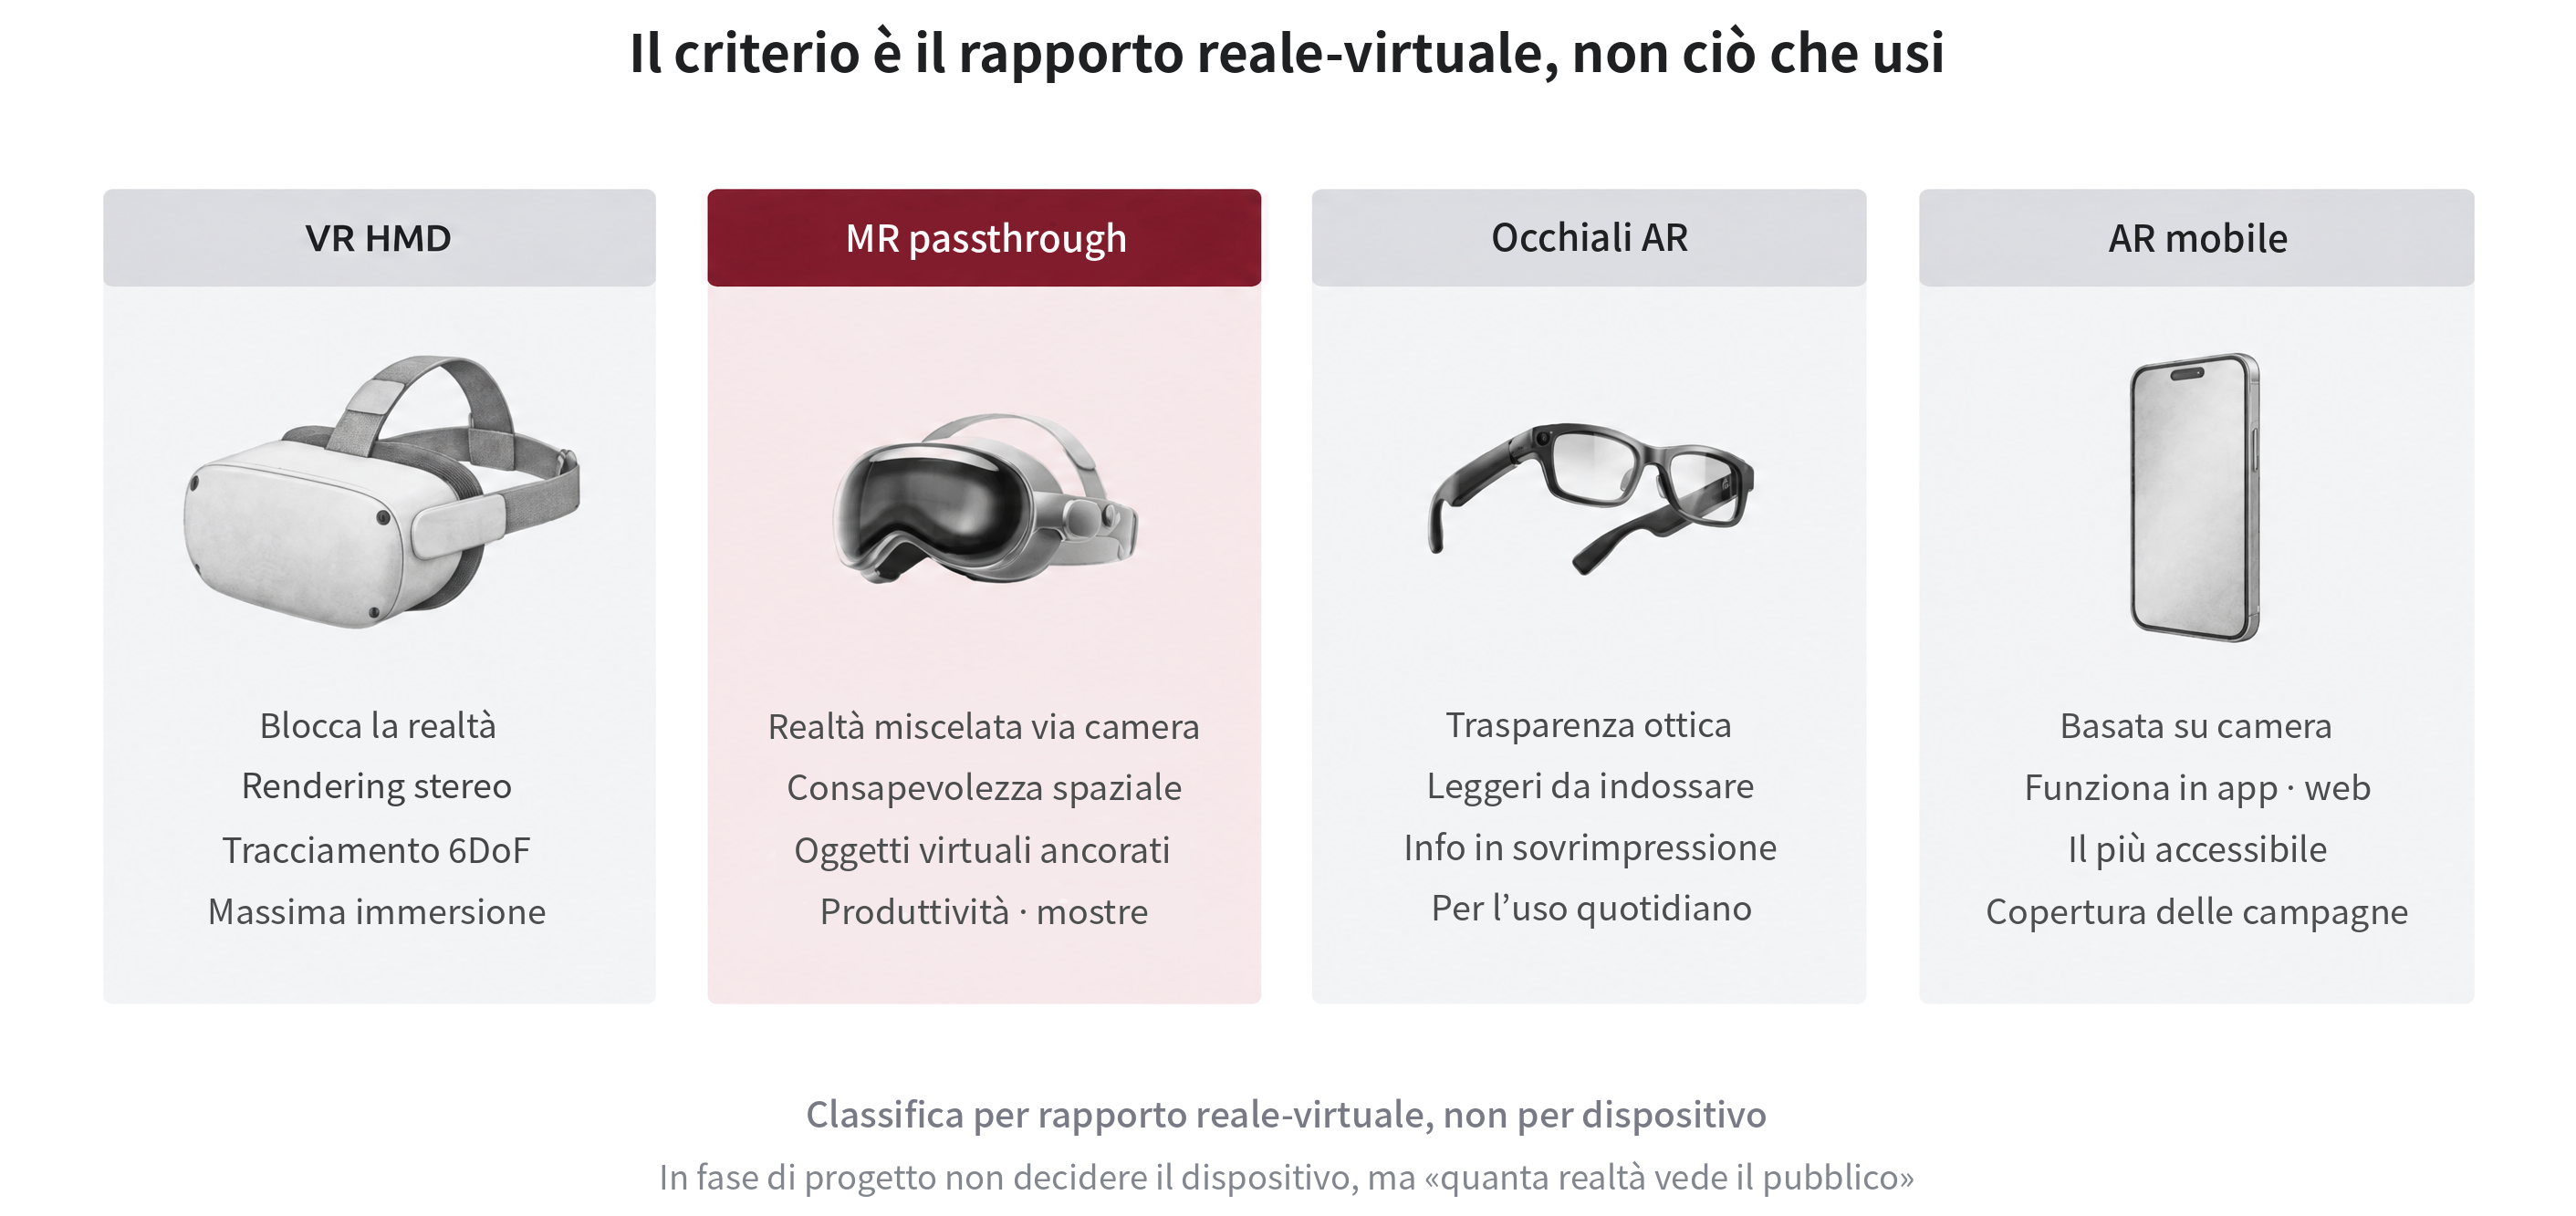 Il criterio è il rapporto reale-virtuale, non ciò che usi
VR HMD
Blocca la realtà
Rendering stereo
Tracciamento 6DoF
Massima immersione
MR passthrough
Realtà miscelata via camera
Consapevolezza spaziale
Oggetti virtuali ancorati
Produttività · mostre
Occhiali AR
Trasparenza ottica
Leggeri da indossare
Info in sovrimpressione
Per l’uso quotidiano
AR mobile
Basata su camera
Funziona in app · web
Il più accessibile
Copertura delle campagne
Classifica per rapporto reale-virtuale, non per dispositivo
In fase di progetto non decidere il dispositivo, ma «quanta realtà vede il pubblico»